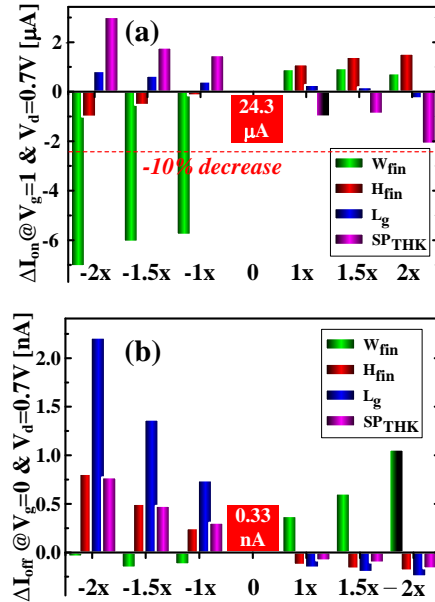 ΔI_on@V_g=1 & V_d=0.7V [μA]
2
0
-2
-4
-6
(a)
24.3
μA
-10% decrease
W_fin
H_fin
L_g
SP_THK
-2x -1.5x -1x 0 1x 1.5x 2x
ΔI_off@V_g=0 & V_d=0.7V [nA]
2.0
1.5
1.0
0.5
0.0
(b)
W_fin
H_fin
L_g
SP_THK
0.33
nA
-2x -1.5x -1x 0 1x 1.5x 2x